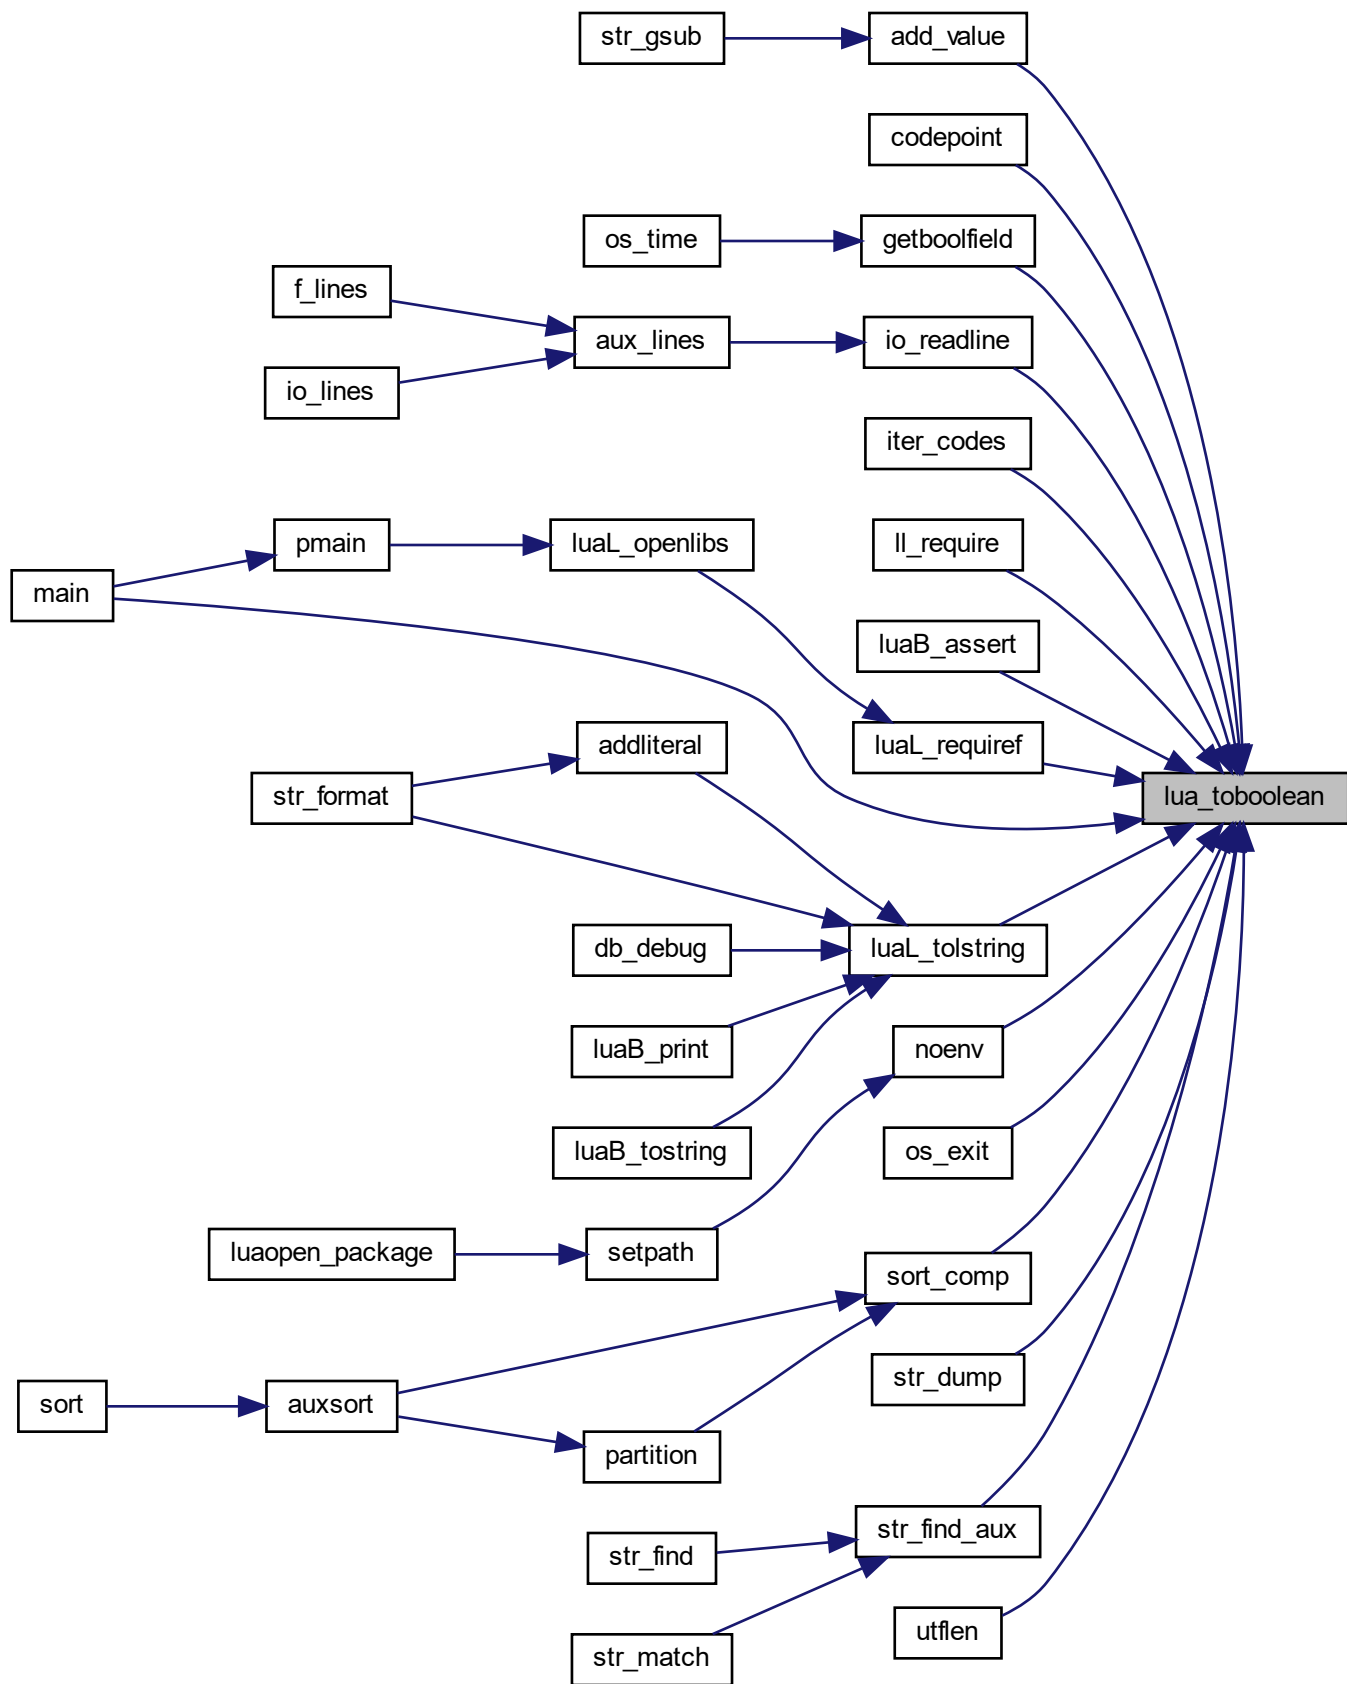 str_gsub
add_value
codepoint
os_time
getboolfield
f_lines
aux_lines
io_readline
io_lines
iter_codes
pmain
luaL_openlibs
ll_require
main
luaB_assert
addliteral
luaL_requiref
str_format
lua_toboolean
db_debug
luaL_tolstring
luaB_print
noenv
luaB_tostring
os_exit
luaopen_package
setpath
sort_comp
str_dump
sort
auxsort
partition
str_find
str_find_aux
str_match
utflen